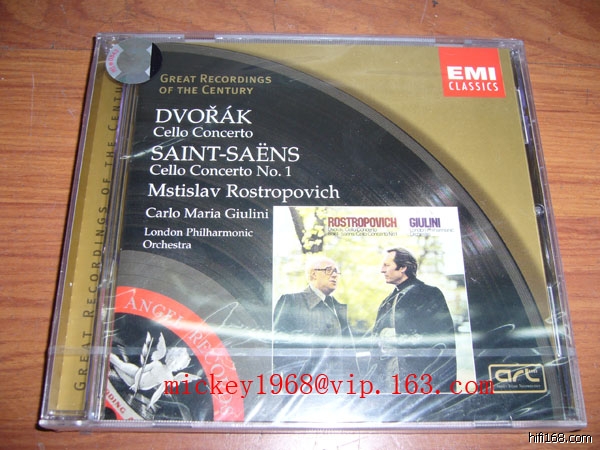 GREAT RECORDINGS
OF THE CENTURY
EMI
CLASSICS
DVOŘÁK
Cello Concerto
SAINT-SAËNS
Cello Concerto No. 1
Mstislav Rostropovich
Carlo Maria Giulini
London Philharmonic
Orchestra
ROSTROPOVICH GIULINI
GREAT RECORDINGS OF THE CENTURY
ANGEL RECORD
art
mickey1968@vip.163.com
hifi168.com